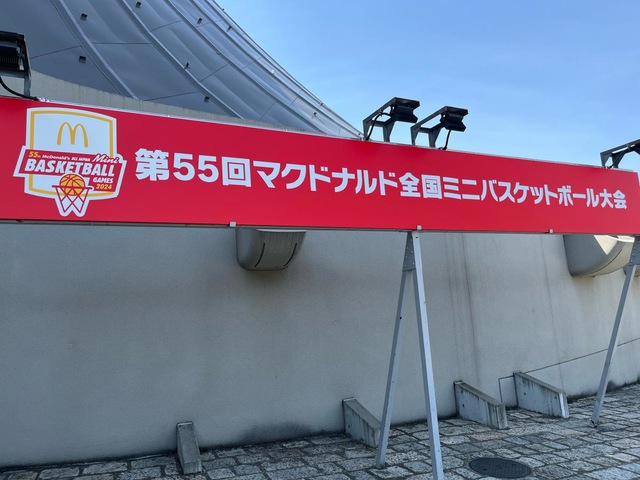 55th McDonald's ALL JAPAN
Mini
BASKETBALL
GAMES
2024
第55回マクドナルド全国ミニバスケットボール大会